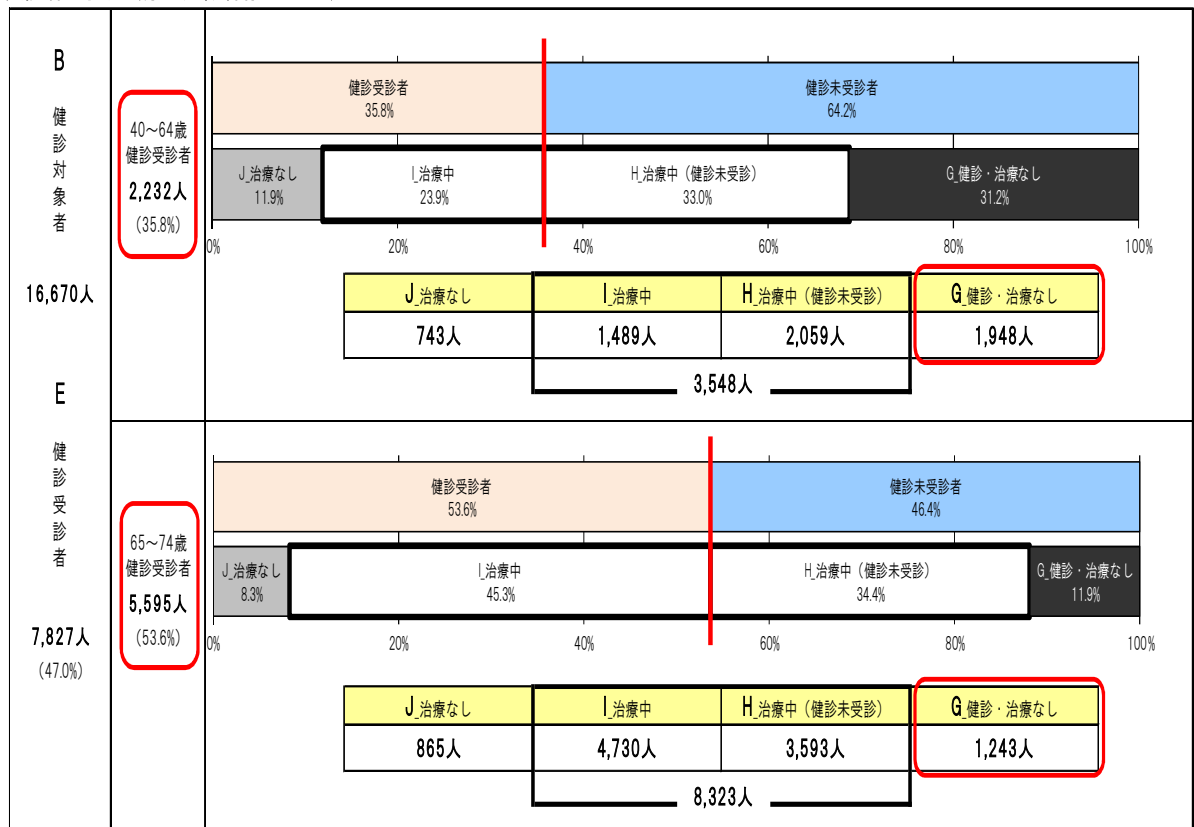 B
健
診
対
象
者
16,670人
E
健
診
受
診
者
7,827人
(47.0%)
40～64歳
健診受診者
2,232人
(35.8%)
健診受診者
35.8%
健診未受診者
64.2%
J_治療なし
11.9%
I_治療中
23.9%
H_治療中（健診未受診）
33.0%
G_健診・治療なし
31.2%
0% 20% 40% 60% 80% 100%
J_治療なし I_治療中 H_治療中（健診未受診） G_健診・治療なし
743人 1,489人 2,059人 1,948人
3,548人
65～74歳
健診受診者
5,595人
(53.6%)
健診受診者
53.6%
健診未受診者
46.4%
J_治療なし
8.3%
I_治療中
45.3%
H_治療中（健診未受診）
34.4%
G_健診・治療なし
11.9%
0% 20% 40% 60% 80% 100%
J_治療なし I_治療中 H_治療中（健診未受診） G_健診・治療なし
865人 4,730人 3,593人 1,243人
8,323人